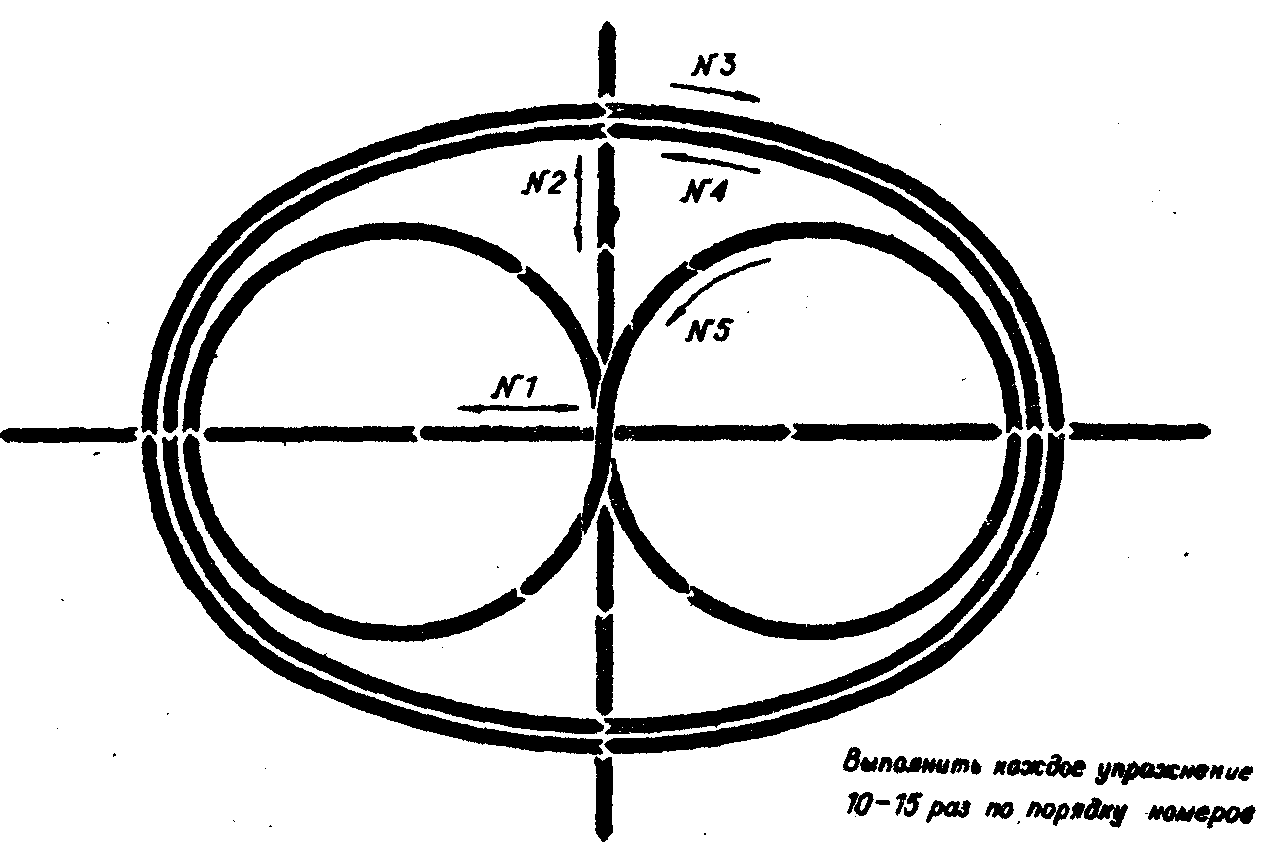 N3
N2
N4
N5
N1
Выполнить каждое упражнение
10-15 раз по порядку номеров